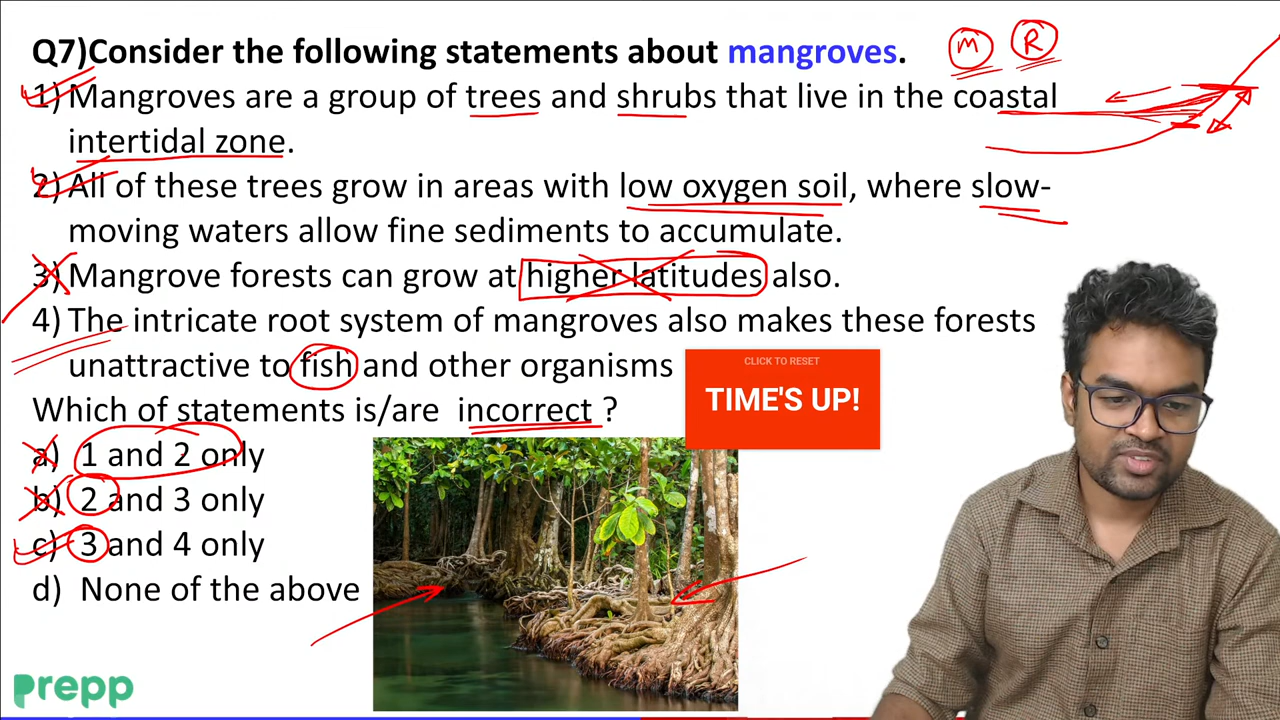 Q7)Consider the following statements about mangroves.
M R
1) Mangroves are a group of trees and shrubs that live in the coastal
intertidal zone.
2) All of these trees grow in areas with low oxygen soil, where slow-
moving waters allow fine sediments to accumulate.
3) Mangrove forests can grow at higher latitudes also.
4) The intricate root system of mangroves also makes these forests
unattractive to fish and other organisms
CLICK TO RESET
TIME'S UP!
Which of statements is/are incorrect ?
a) 1 and 2 only
b) 2 and 3 only
c) 3 and 4 only
d) None of the above
prepp